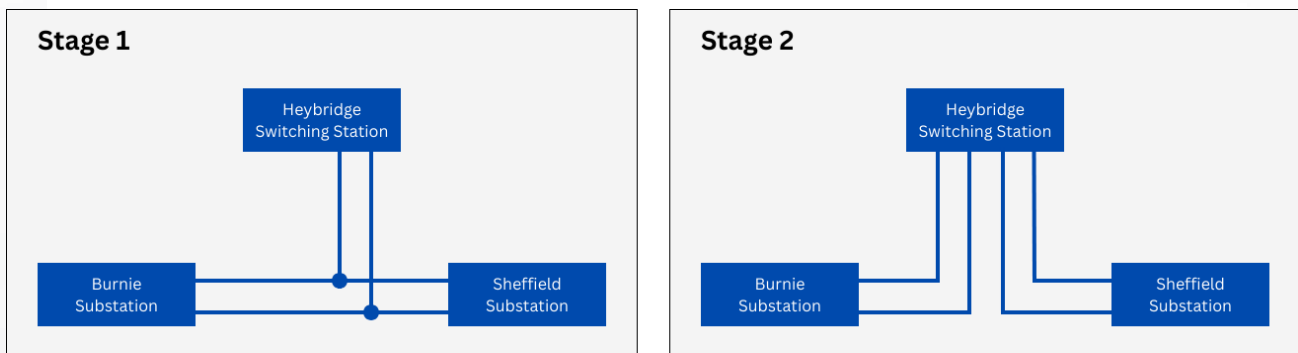 Stage 1
Heybridge
Switching Station
Burnie
Substation
Sheffield
Substation
Stage 2
Heybridge
Switching Station
Burnie
Substation
Sheffield
Substation